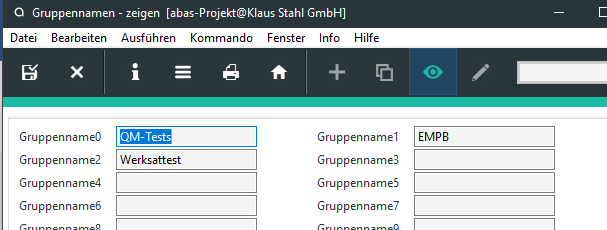 Gruppennamen - zeigen [abas-Projekt@Klaus Stahl GmbH]
Datei Bearbeiten Ausführen Kommando Fenster Info Hilfe
Gruppenname0 QM-Tests Gruppenname1 EMPB
Gruppenname2 Werksattest Gruppenname3
Gruppenname4 Gruppenname5
Gruppenname6 Gruppenname7
Gruppenname8 Gruppenname9